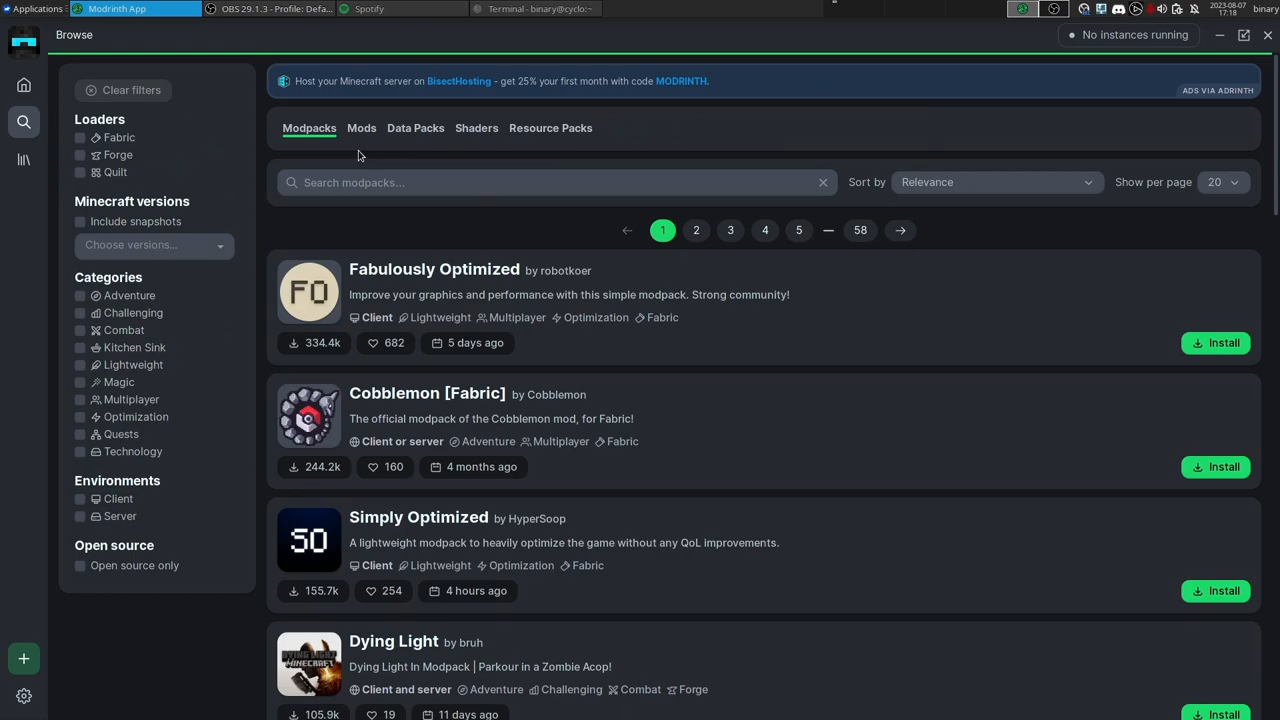 Applications
Modrinth App
OBS 29.1.3 - Profile: Defa...
Spotify
Terminal - binary@cyclo: ~
2023-08-07
17:18
binary
Browse
No instances running
Clear filters
Loaders
Fabric
Forge
Quilt
Minecraft versions
Include snapshots
Choose versions...
Categories
Adventure
Challenging
Combat
Kitchen Sink
Lightweight
Magic
Multiplayer
Optimization
Quests
Technology
Environments
Client
Server
Open source
Open source only
Host your Minecraft server on BisectHosting - get 25% your first month with code MODRINTH.
ADS VIA ADRINTH
Modpacks Mods Data Packs Shaders Resource Packs
Search modpacks...
Sort by Relevance
Show per page 20
1 2 3 4 5 58
FO
Fabulously Optimized by robotkoer
Improve your graphics and performance with this simple modpack. Strong community!
Client Lightweight Multiplayer Optimization Fabric
334.4k 682 5 days ago
Install
Cobblemon [Fabric] by Cobblemon
The official modpack of the Cobblemon mod, for Fabric!
Client or server Adventure Multiplayer Fabric
244.2k 160 4 months ago
Install
SO
Simply Optimized by HyperSoop
A lightweight modpack to heavily optimize the game without any QoL improvements.
Client Lightweight Optimization Fabric
155.7k 254 4 hours ago
Install
DYING LIGHT
MINECRAFT
Dying Light by bruh
Dying Light In Modpack | Parkour in a Zombie Acop!
Client and server Adventure Challenging Combat Forge
105.9k 19 11 days ago
Install